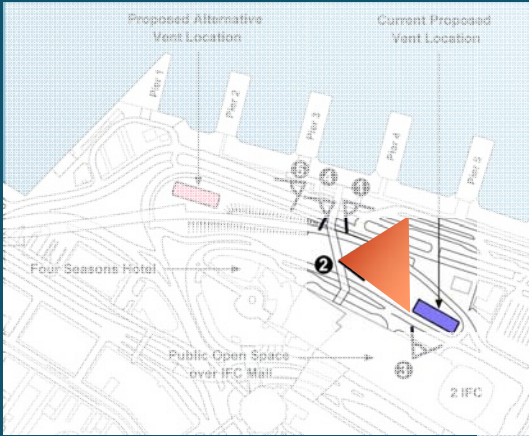 Proposed Alternative
Vent Location
Current Proposed
Vent Location
Pier 1
Pier 2
Pier 3
Pier 4
Pier 5
2
Four Seasons Hotel
Public Open Space
over IFC Mall
2 IFC